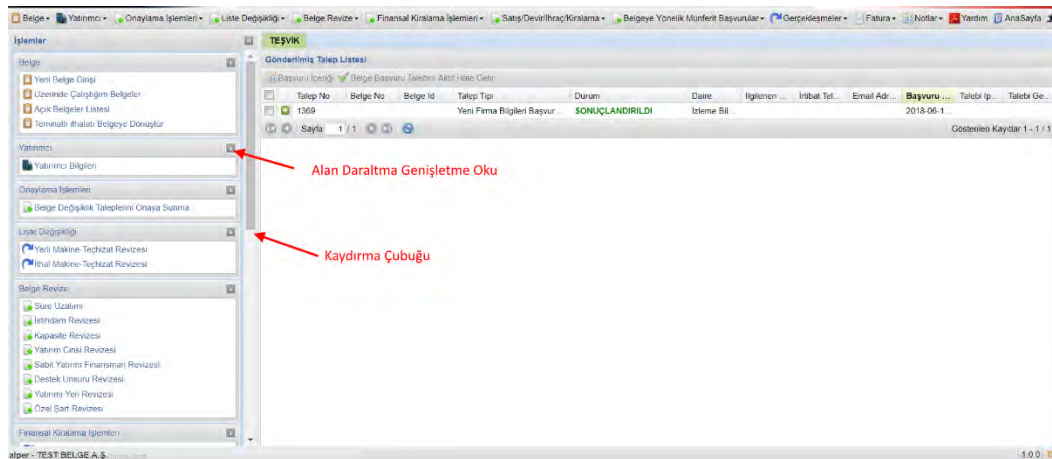 Belge Yatırımcı Onaylama İşlemleri Liste Değişikliği Belge Revize Finansal Kiralama İşlemleri Satış/Devir/İhraç/Kiralama Belgeye Yönelik Münferit Başvurular Gerçekleşmeler Fatura Notlar Yardım AnaSayfa
İşlemler
TEŞVİK
Belge
Yeni Belge Girişi
Üzerinde Çalıştığım Belgeler
Açık Belgeler Listesi
Teminatlı İthalatı Belgeye Dönüştür
Yatırımcı
Yatırımcı Bilgileri
Onaylama İşlemleri
Belge Değişiklik Taleplerini Onaya Sunma
Liste Değişikliği
Yerli Makine-Teçhizat Revizesi
İthal Makine-Teçhizat Revizesi
Belge Revize
Süre Uzatımı
İstihdam Revizesi
Kapasite Revizesi
Yatırım Cinsi Revizesi
Sabit Yatırım Finansman Revizesi
Destek Unsuru Revizesi
Yatırım Yeri Revizesi
Özel Şart Revizesi
Finansal Kiralama İşlemleri
Gönderilmiş Talep Listesi
Başvuru İçeriği Belge Başvuru Talebini Aktif Hale Getir
Talep No Belge No Belge Id Talep Tipi Durum Daire İlgilenen ... İrtibat Tel... Email Adr... Başvuru ... Talebi İp... Talebi Ge...
1369 Yeni Firma Bilgileri Başvur... SONUÇLANDIRILDI İzleme Bil... 2018-06-1...
Sayfa 1 / 1 Gösterilen Kayıtlar 1 - 1 / 1
Alan Daraltma Genişletme Oku
Kaydırma Çubuğu
alper - TEST BELGE A.Ş. 1.0.0